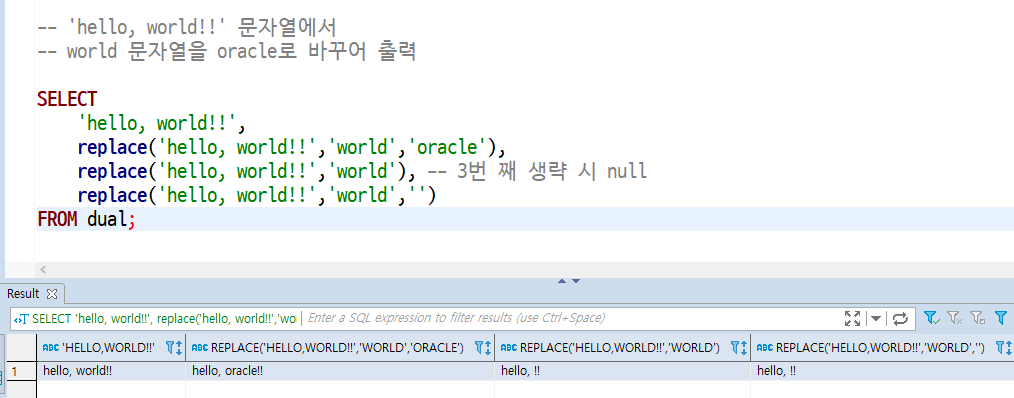 -- 'hello, world!!' 문자열에서
-- world 문자열을 oracle로 바꾸어 출력
SELECT
'hello, world!!',
replace('hello, world!!','world','oracle'),
replace('hello, world!!','world'), -- 3번 째 생략 시 null
replace('hello, world!!','world','')
FROM dual;
Result
SELECT 'hello, world!!', replace('hello, world!!','wo Enter a SQL expression to filter results (use Ctrl+Space)
ABC 'HELLO,WORLD!!' ABC REPLACE('HELLO,WORLD!!','WORLD','ORACLE') ABC REPLACE('HELLO,WORLD!!','WORLD') ABC REPLACE('HELLO,WORLD!!','WORLD','')
1 hello, world!! hello, oracle!! hello, !! hello, !!